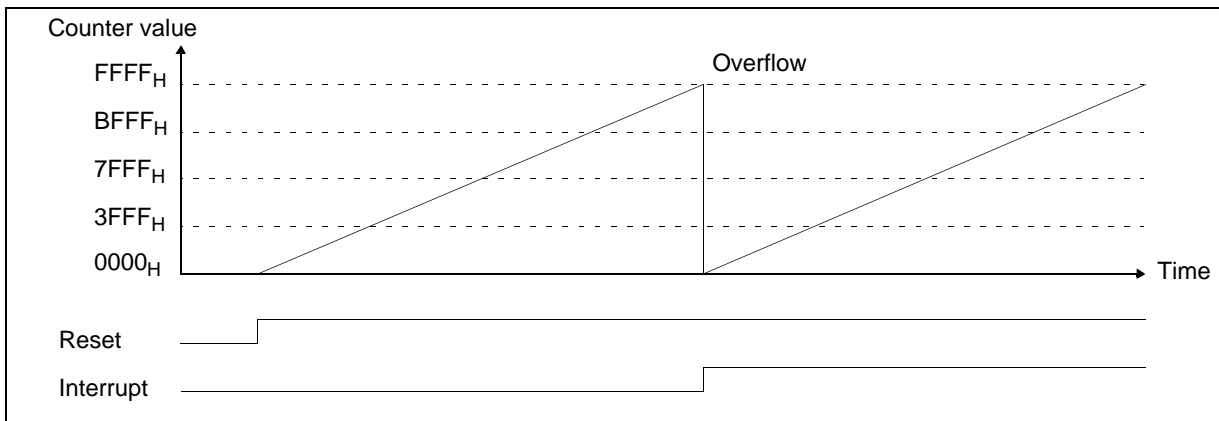 Counter value
FFFFH
Overflow
BFFFH
7FFFH
3FFFH
0000H
Time
Reset
Interrupt